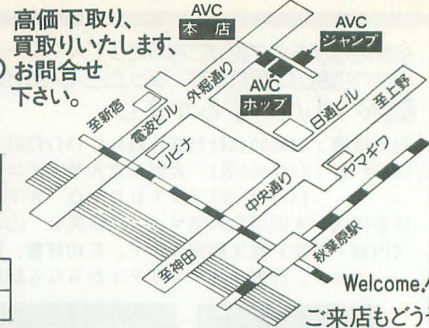 高価下取り、
買取りいたします、
お問合せ
下さい。
AVC
本 店
AVC
ジャンプ
AVC
ホップ
外堀通り
至新宿
電波ビル
リビナ
日通ビル
至上野
ヤマギワ
中央通り
秋葉原駅
至神田
Welcome
ご来店もどうぞ